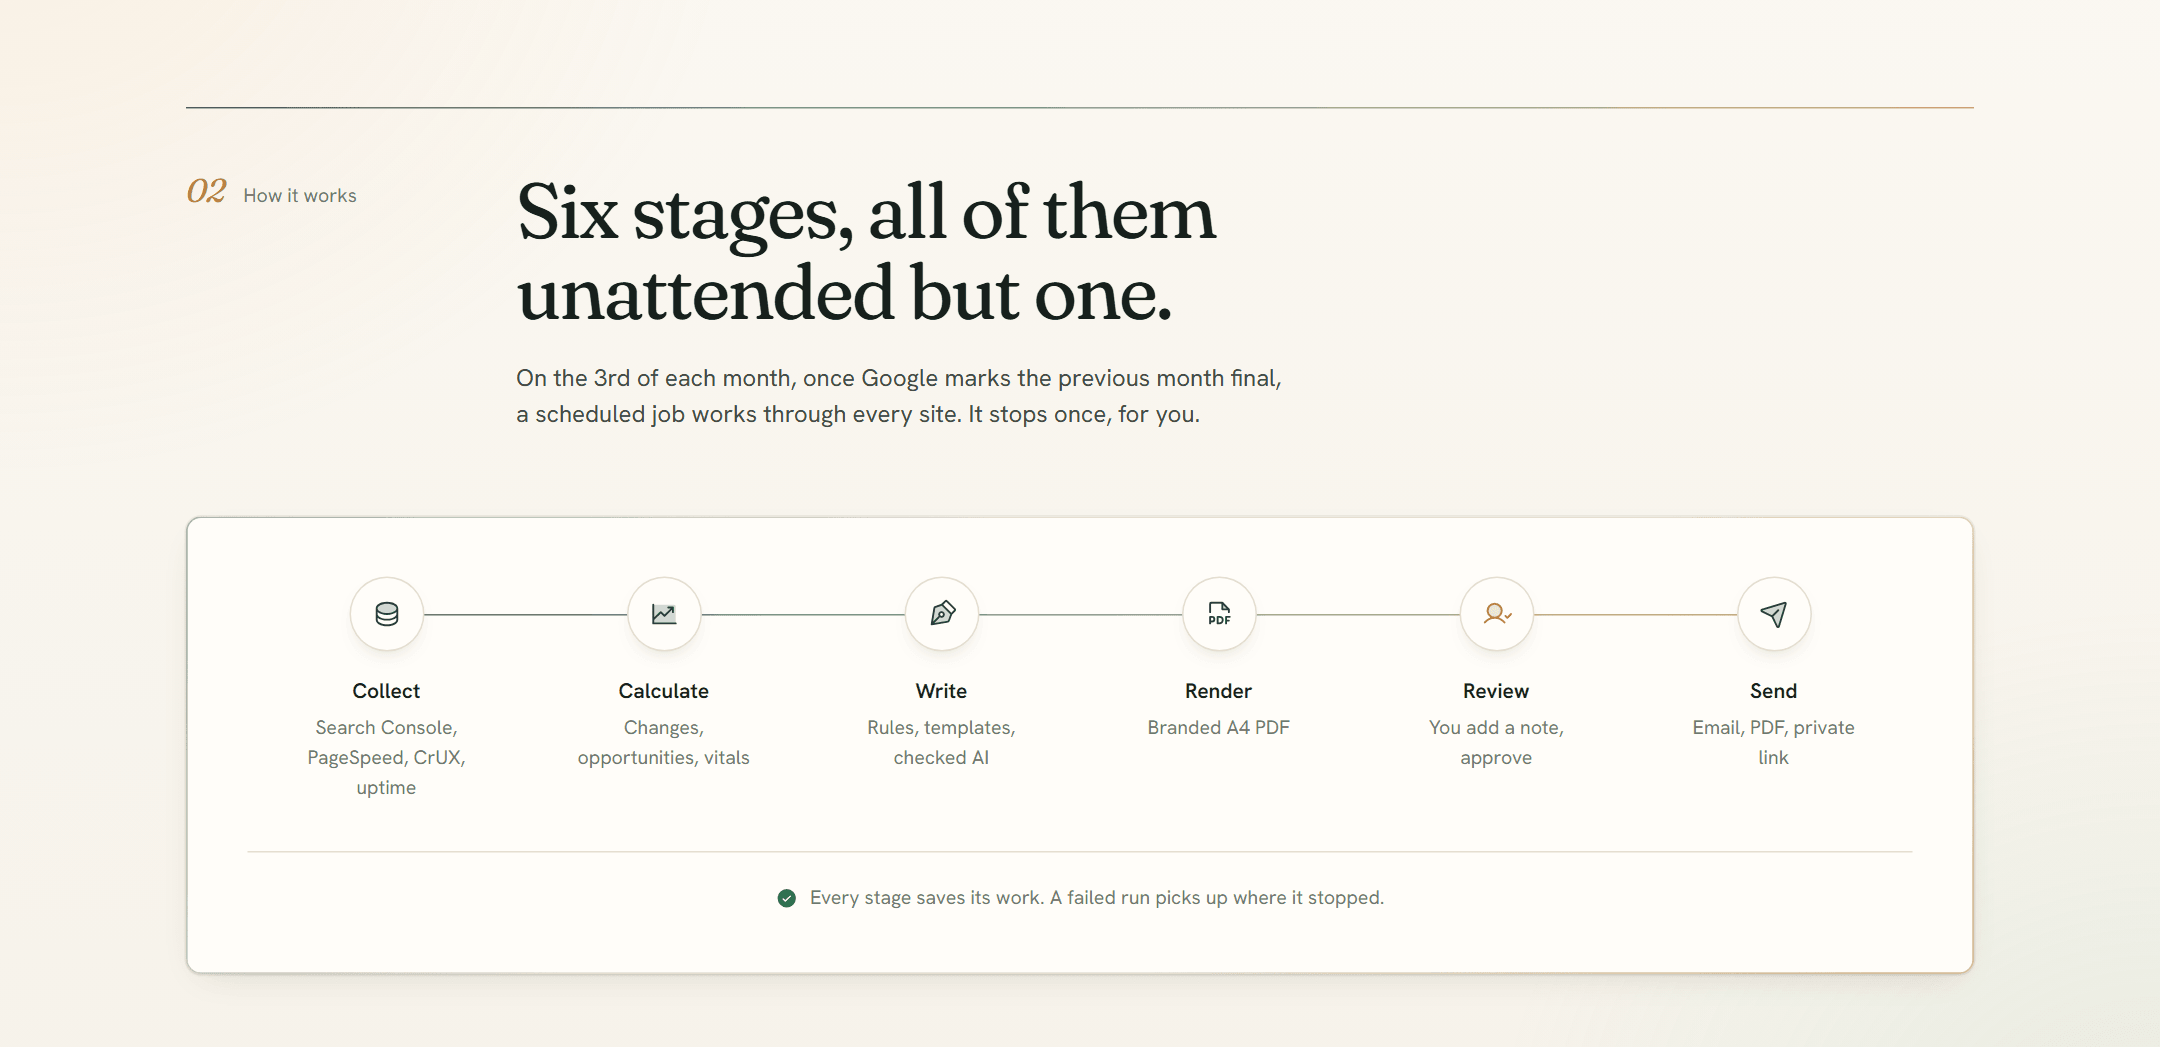 02 How it works
Six stages, all of them
unattended but one.
On the 3rd of each month, once Google marks the previous month final,
a scheduled job works through every site. It stops once, for you.
PDF
Collect
Search Console,
PageSpeed, CrUX,
uptime
Calculate
Changes,
opportunities, vitals
Write
Rules, templates,
checked AI
Render
Branded A4 PDF
Review
You add a note,
approve
Send
Email, PDF, private
link
Every stage saves its work. A failed run picks up where it stopped.